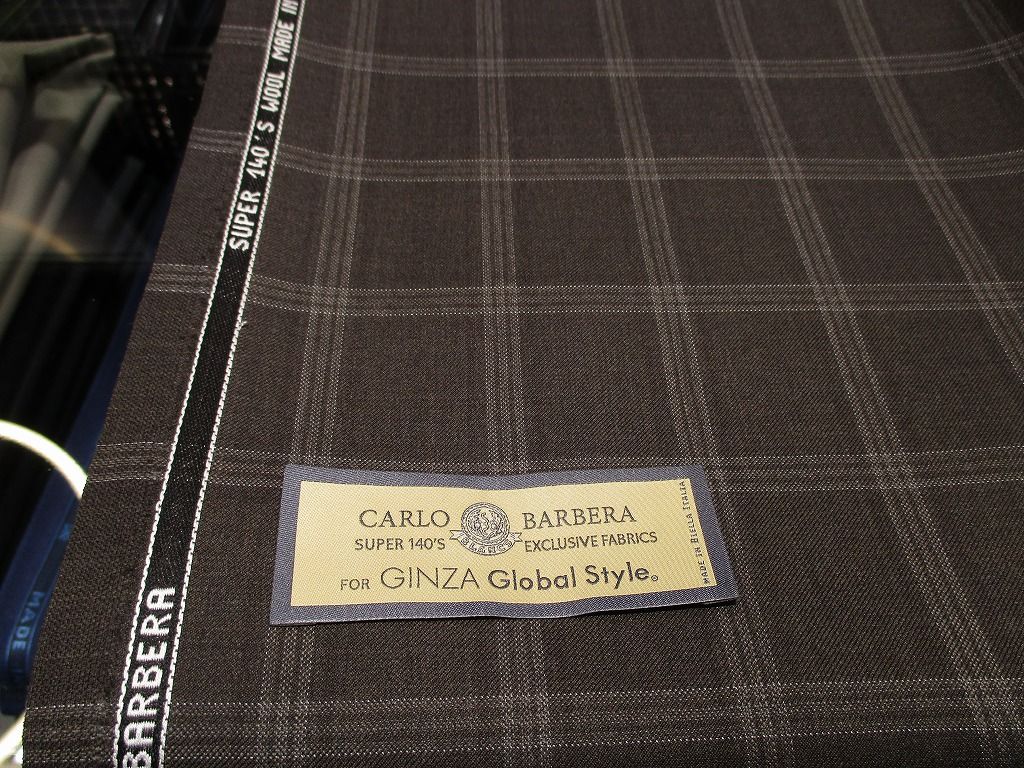 SUPER 140'S WOOL MADE IN
BARBERA
CARLO BARBERA
SUPER 140'S EXCLUSIVE FABRICS
FOR GINZA Global Style®
MADE IN BIELLA ITALIA
MADE